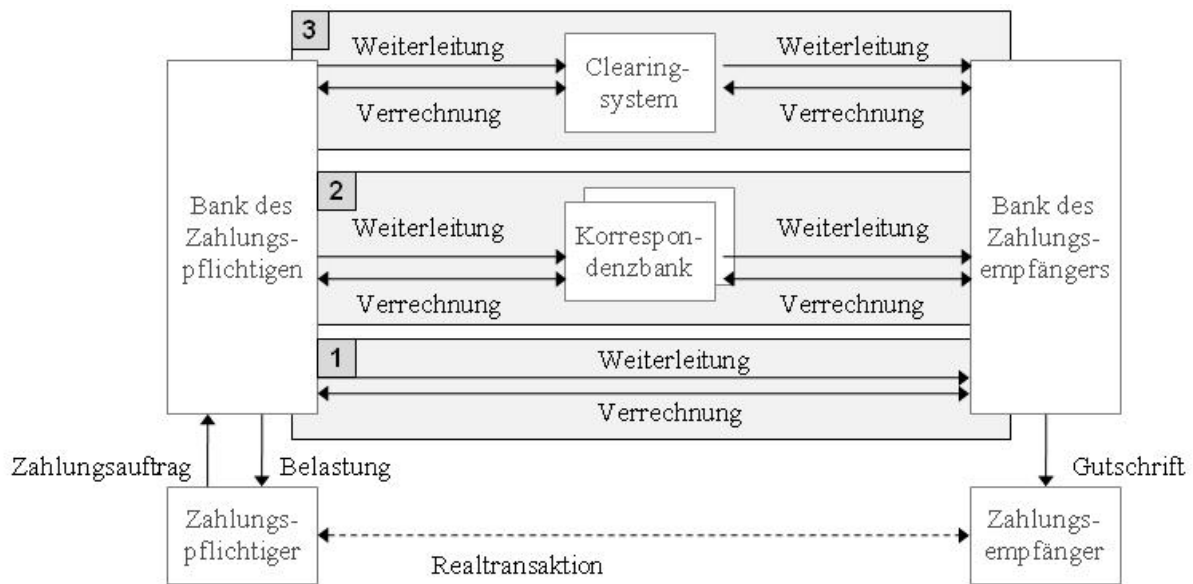 3
Weiterleitung
Weiterleitung
Clearing-
system
Verrechnung
Verrechnung
Bank des
Zahlungs-
pflichtigen
2
Weiterleitung
Weiterleitung
Korrespon-
denzbank
Verrechnung
Verrechnung
Bank des
Zahlungs-
empfängers
1
Weiterleitung
Verrechnung
Zahlungsauftrag
Belastung
Gutschrift
Zahlungs-
pflichtiger
Realtransaktion
Zahlungs-
empfänger